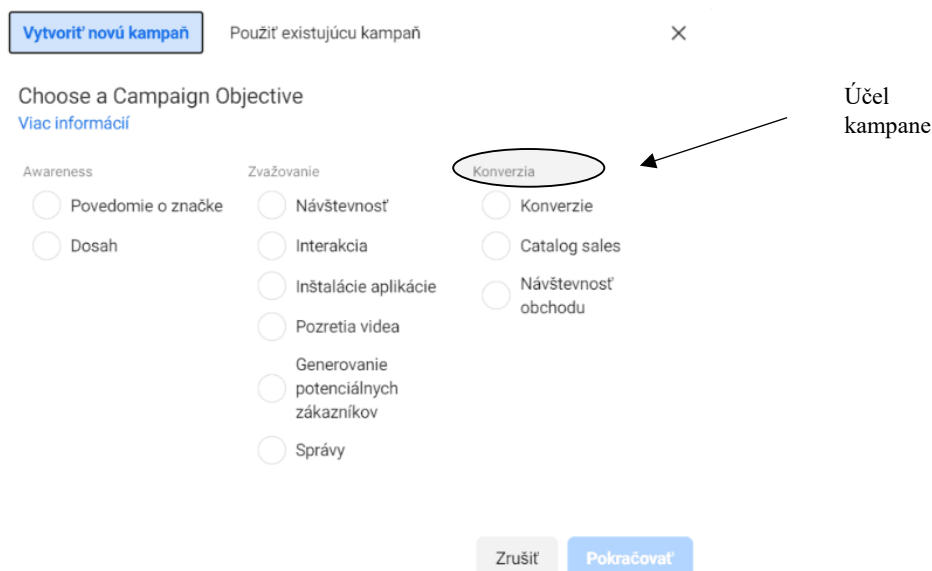 Vytvoriť novú kampaň Použiť existujúcu kampaň
Choose a Campaign Objective
Viac informácií
Účel
kampane
Awareness
Povedomie o značke
Dosah
Zvažovanie
Návštevnosť
Interakcia
Inštalácie aplikácie
Pozretia videa
Generovanie
potenciálnych
zákazníkov
Správy
Konverzia
Konverzie
Catalog sales
Návštevnosť
obchodu
Zrušiť Pokračovať